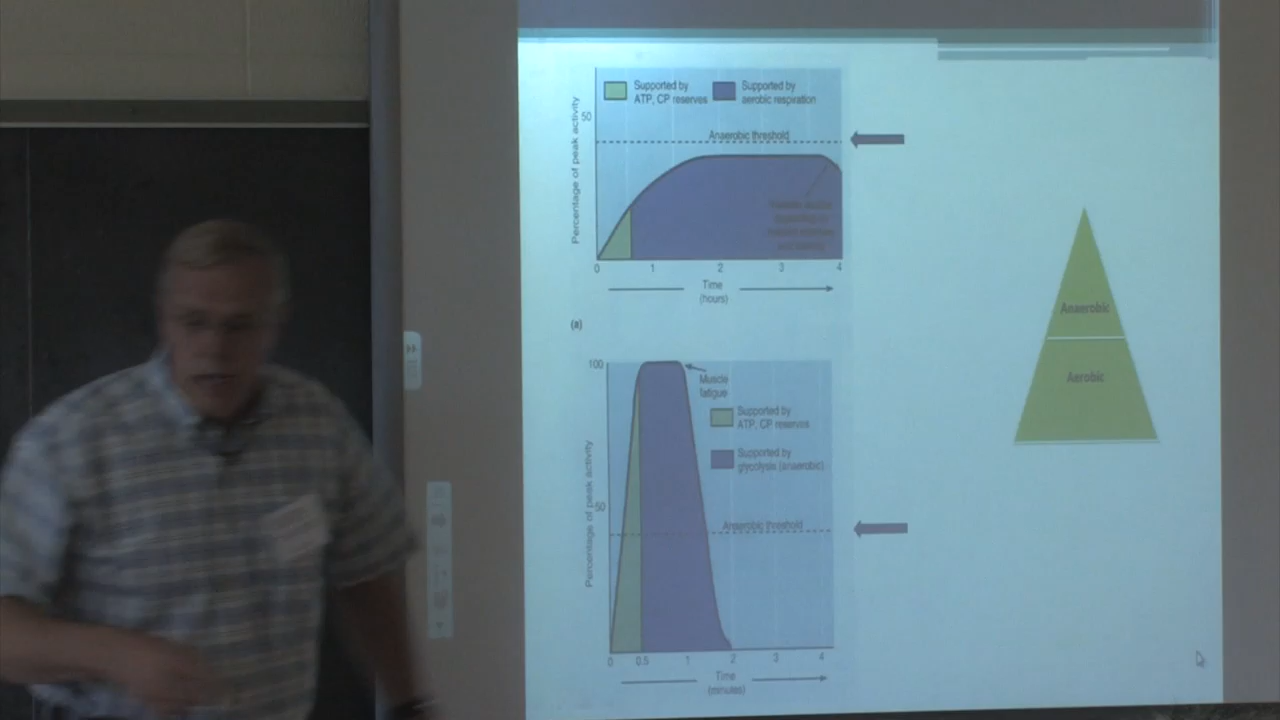 Supported by
ATP, CP reserves
Supported by
aerobic respiration
50
Anaerobic threshold
Percentage of peak activity
0 1 2 3 4
Time
(hours)
(a)
100
Muscle
fatigue
Supported by
ATP, CP reserves
Supported by
glycolysis (anaerobic)
50
Anaerobic threshold
Percentage of peak activity
0 0.5 1 2 3 4
Time
(minutes)
Anaerobic
Aerobic